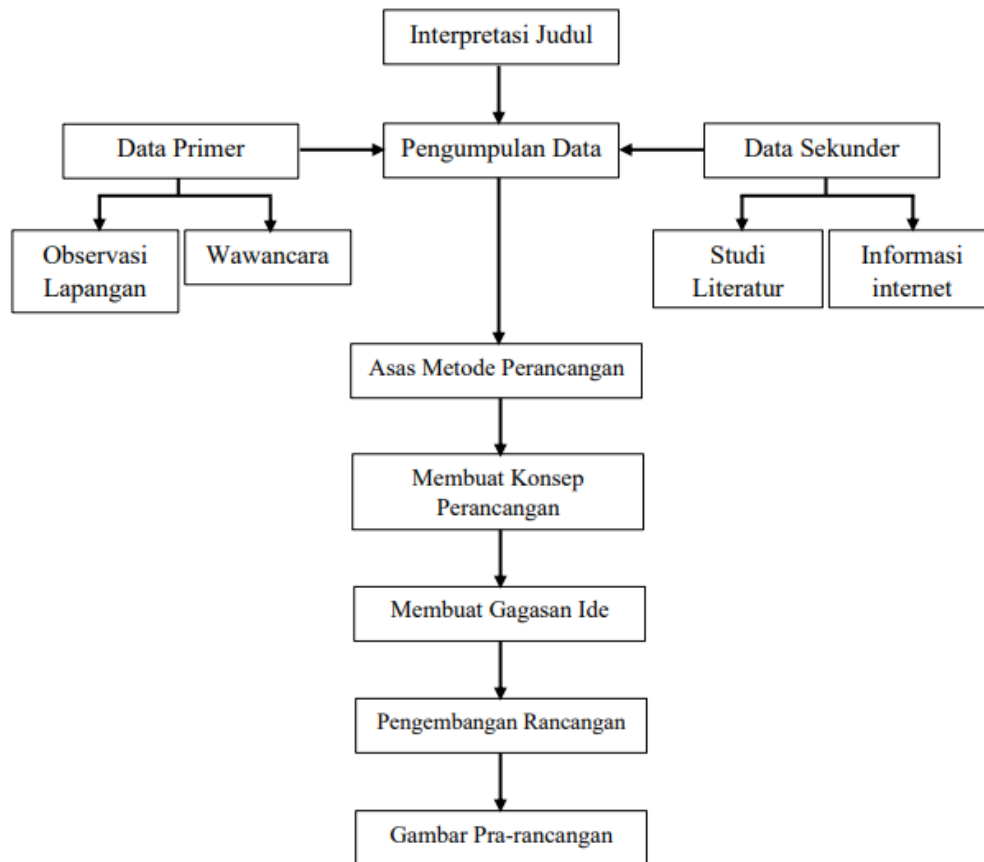 Interpretasi Judul
Data Primer
Pengumpulan Data
Data Sekunder
Observasi
Lapangan
Wawancara
Studi
Literatur
Informasi
internet
Asas Metode Perancangan
Membuat Konsep
Perancangan
Membuat Gagasan Ide
Pengembangan Rancangan
Gambar Pra-rancangan